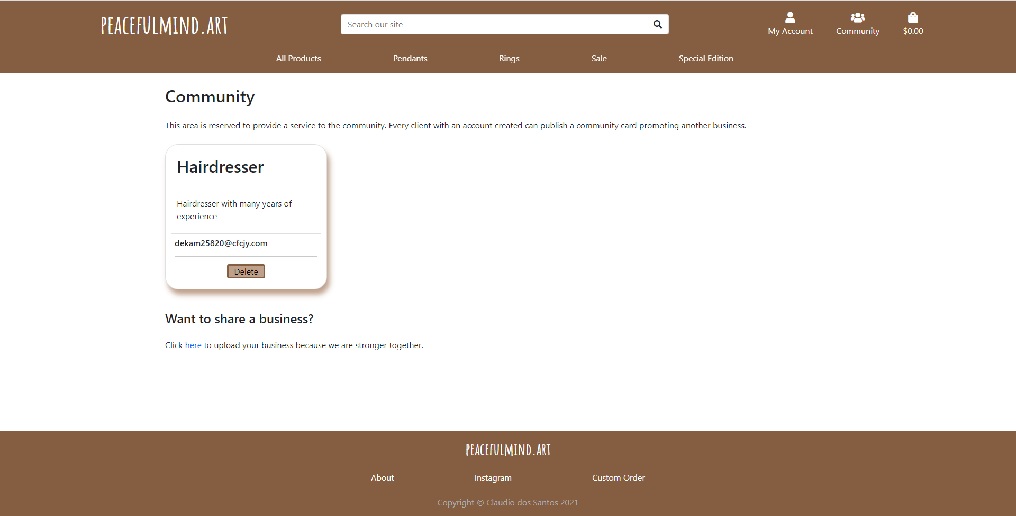 PEACEFULMIND.ART
Search our site
My Account
Community
$0.00
All Products
Pendants
Rings
Sale
Special Edition
Community
This area is reserved to provide a service to the community. Every client with an account created can publish a community card promoting another business.
Hairdresser
Hairdresser with many years of
experience
dekam25820@cfqjy.com
Delete
Want to share a business?
Click here to upload your business because we are stronger together.
PEACEFULMIND.ART
About
Instagram
Custom Order
Copyright © Claudio dos Santos 2021